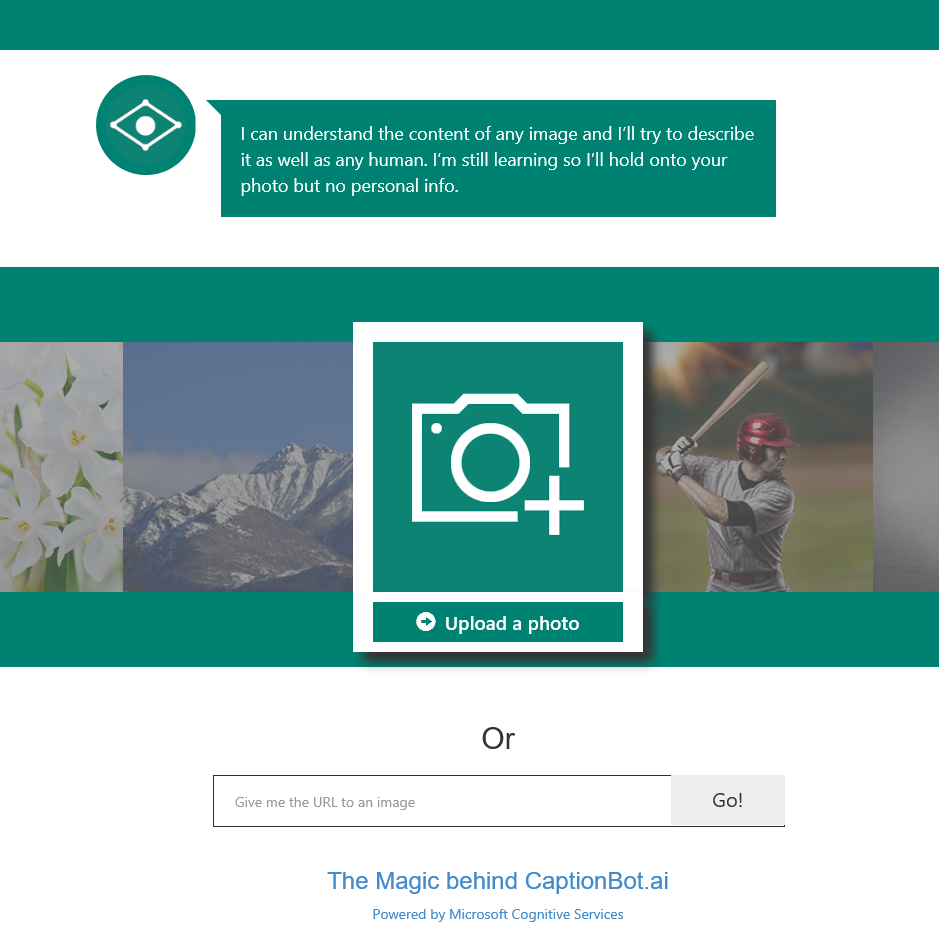 I can understand the content of any image and I’ll try to describe
it as well as any human. I’m still learning so I’ll hold onto your
photo but no personal info.
Upload a photo
Or
Give me the URL to an image
Go!
The Magic behind CaptionBot.ai
Powered by Microsoft Cognitive Services